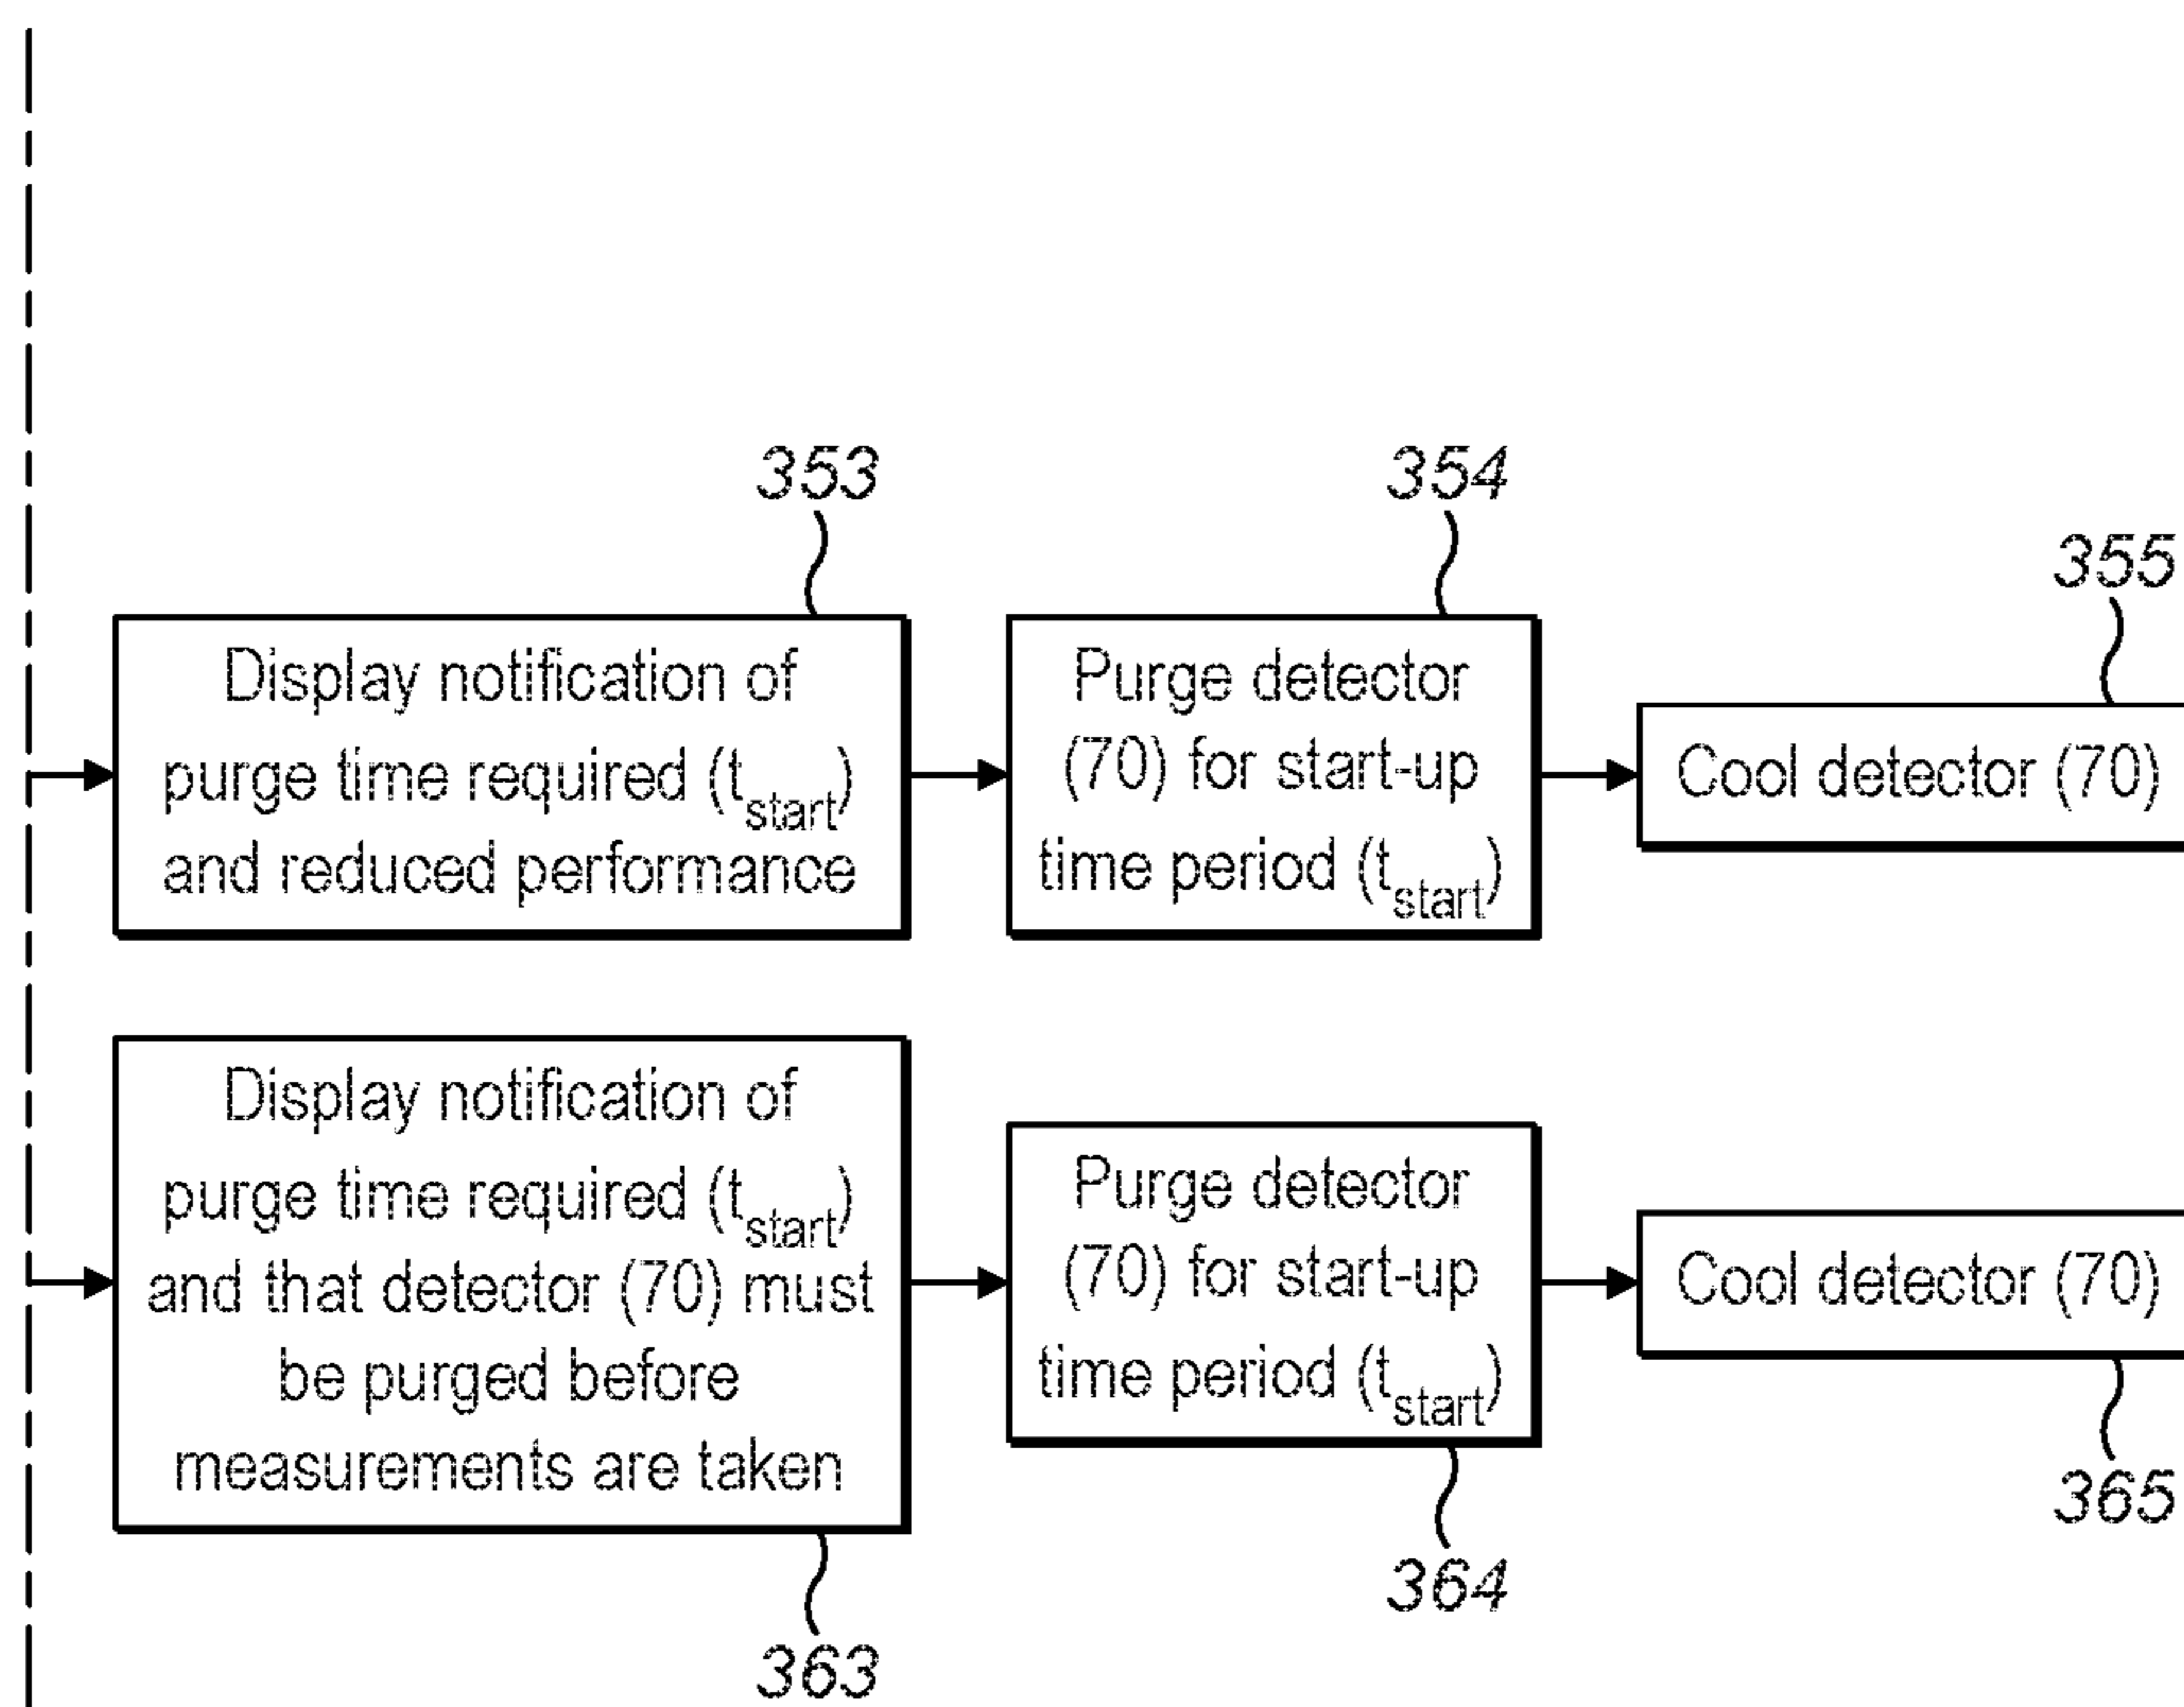 353
354
355
Display notification of
purge time required (tstart)
and reduced performance
Purge detector
(70) for start-up
time period (tstart)
Cool detector (70)
Display notification of
purge time required (tstart)
and that detector (70) must
be purged before
measurements are taken
Purge detector
(70) for start-up
time period (tstart)
Cool detector (70)
365
364
363